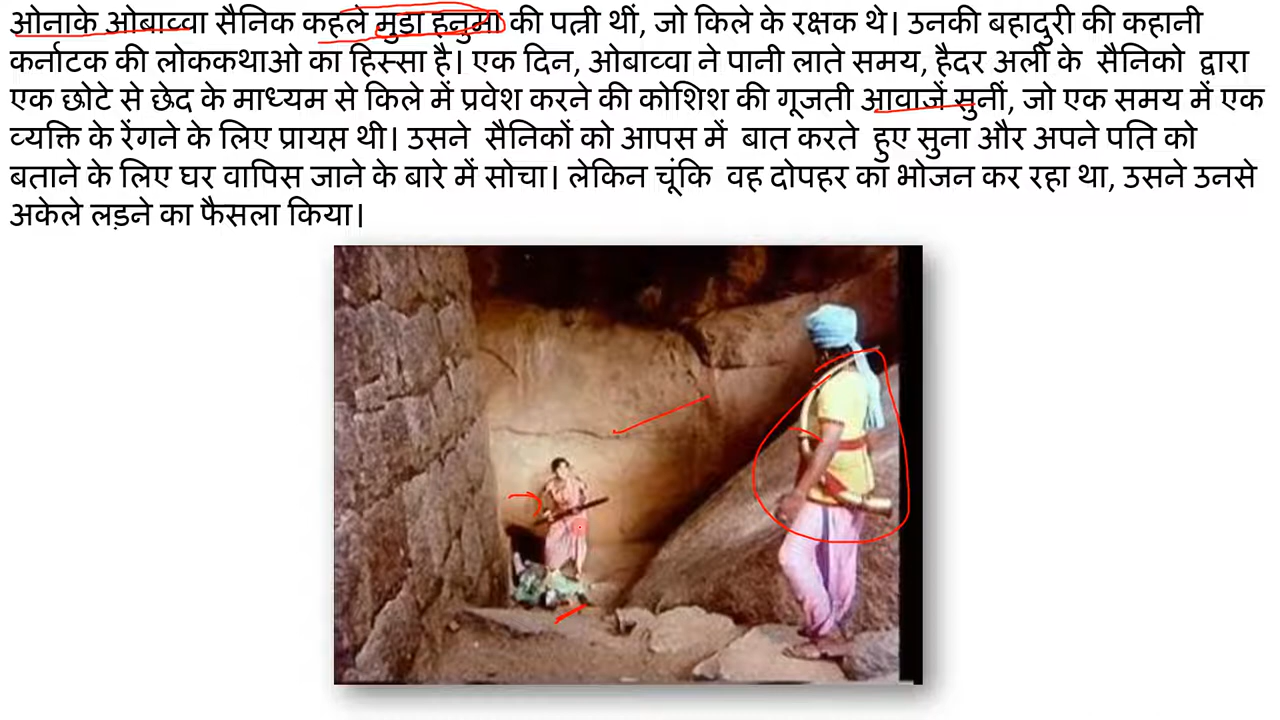 ओनाके ओबाव्वा सैनिक कहले मुडा हनुमा की पत्नी थीं, जो किले के रक्षक थे। उनकी बहादुरी की कहानी
कर्नाटक की लोककथाओ का हिस्सा है। एक दिन, ओबाव्वा ने पानी लाते समय, हैदर अली के सैनिको द्वारा
एक छोटे से छेद के माध्यम से किले में प्रवेश करने की कोशिश की गूजती आवाजें सुनीं, जो एक समय में एक
व्यक्ति के रेंगने के लिए प्रायप्त थी। उसने सैनिकों को आपस में बात करते हुए सुना और अपने पति को
बताने के लिए घर वापिस जाने के बारे में सोचा। लेकिन चूंकि वह दोपहर का भोजन कर रहा था, उसने उनसे
अकेले लड़ने का फैसला किया।